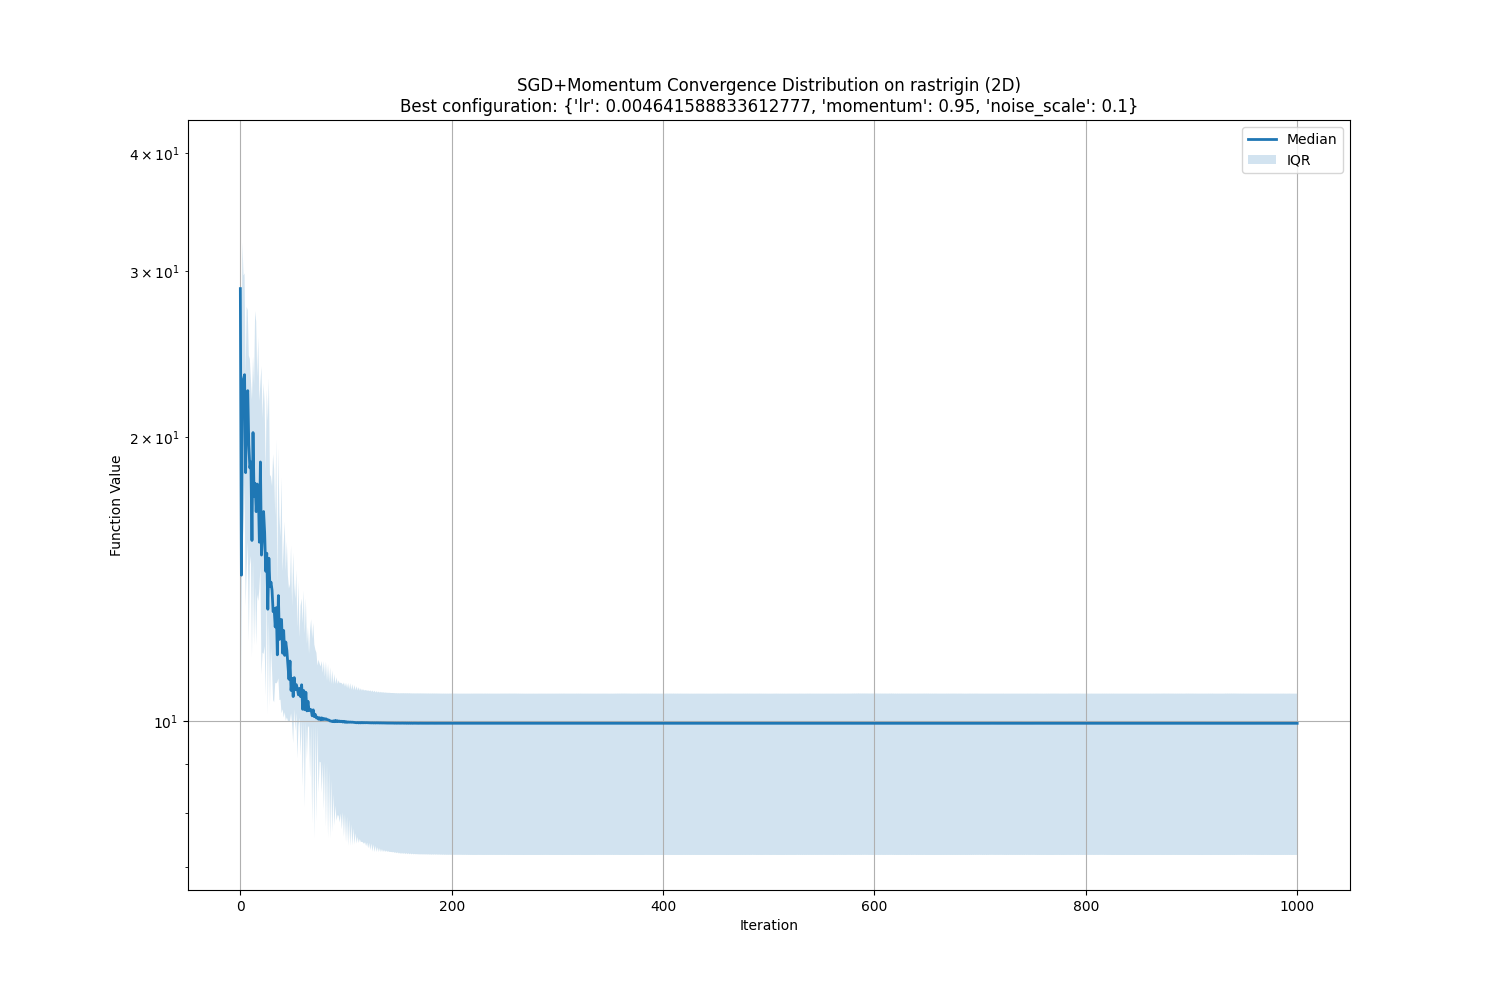 SGD+Momentum Convergence Distribution on rastrigin (2D)
Best configuration: {'lr': 0.004641588833612777, 'momentum': 0.95, 'noise_scale': 0.1}
Median
IQR
4 × 10¹
3 × 10¹
2 × 10¹
10¹
Function Value
0
200
400
600
800
1000
Iteration